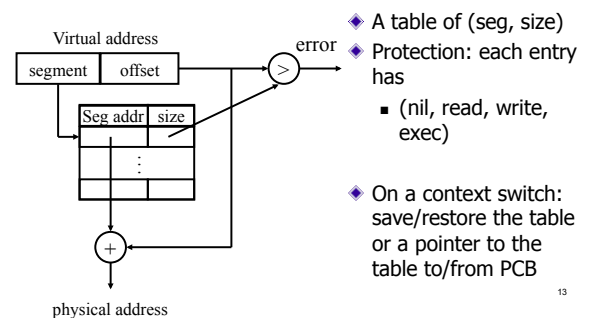 Virtual address
segment offset
> error
Seg addr size
⋮
+
physical address
A table of (seg, size)
Protection: each entry
has
(nil, read, write,
exec)
On a context switch:
save/restore the table
or a pointer to the
table to/from PCB
13